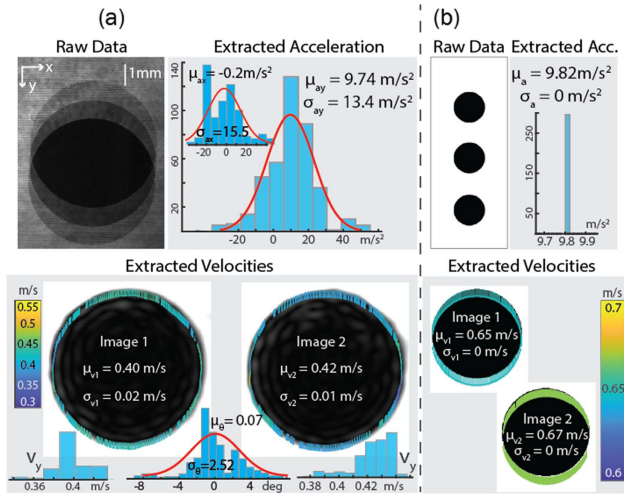 (a)
(b)
Raw Data
Extracted Acceleration
x
y
1mm
μax = -0.2m/s²
σax=15.5
-20 0 20
μay = 9.74 m/s²
σay = 13.4 m/s²
140
100
80
60
20
-20 0 20 40 m/s²
Raw Data
Extracted Acc.
μa = 9.82m/s²
σa = 0 m/s²
250
150
50
m/s²
9.7 9.8 9.9
Extracted Velocities
m/s
0.55
0.5
0.45
0.4
0.35
0.3
Image 1
μv1 = 0.40 m/s
σv1 = 0.02 m/s
Image 2
μv2 = 0.42 m/s
σv2 = 0.01 m/s
Vy
0.36 0.4 m/s
μθ = 0.07
σθ=2.52
-8 -4 0 4 deg
Vy
0.38 0.42 m/s
Extracted Velocities
Image 1
μv1 = 0.65 m/s
σv1 = 0 m/s
Image 2
μv2 = 0.67 m/s
σv2 = 0 m/s
m/s
0.7
0.65
0.6